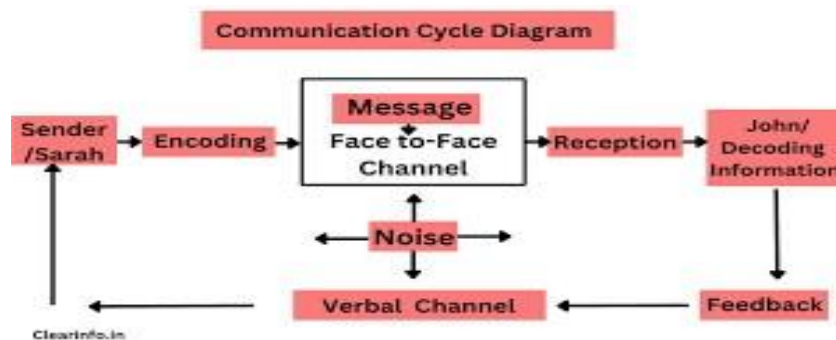 Communication Cycle Diagram
Sender
/Sarah
Encoding
Message
Face to-Face
Channel
Reception
John/
Decoding
Information
Noise
Verbal Channel
Feedback
Clearinfo.in